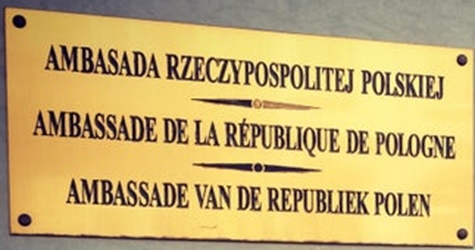 AMBASADA RZECZYPOSPOLITEJ POLSKIEJ
AMBASSADE DE LA RÉPUBLIQUE DE POLOGNE
AMBASSADE VAN DE REPUBLIEK POLEN